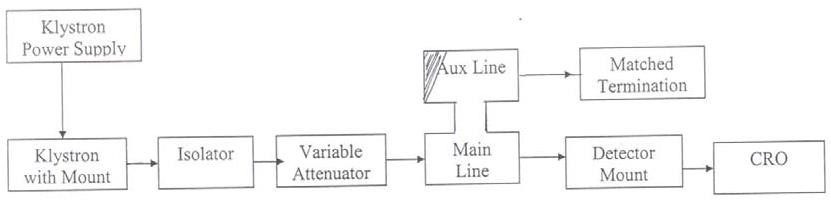 Klystron
Power Supply
Aux Line
Matched
Termination
Klystron
with Mount
Isolator
Variable
Attenuator
Main
Line
Detector
Mount
CRO